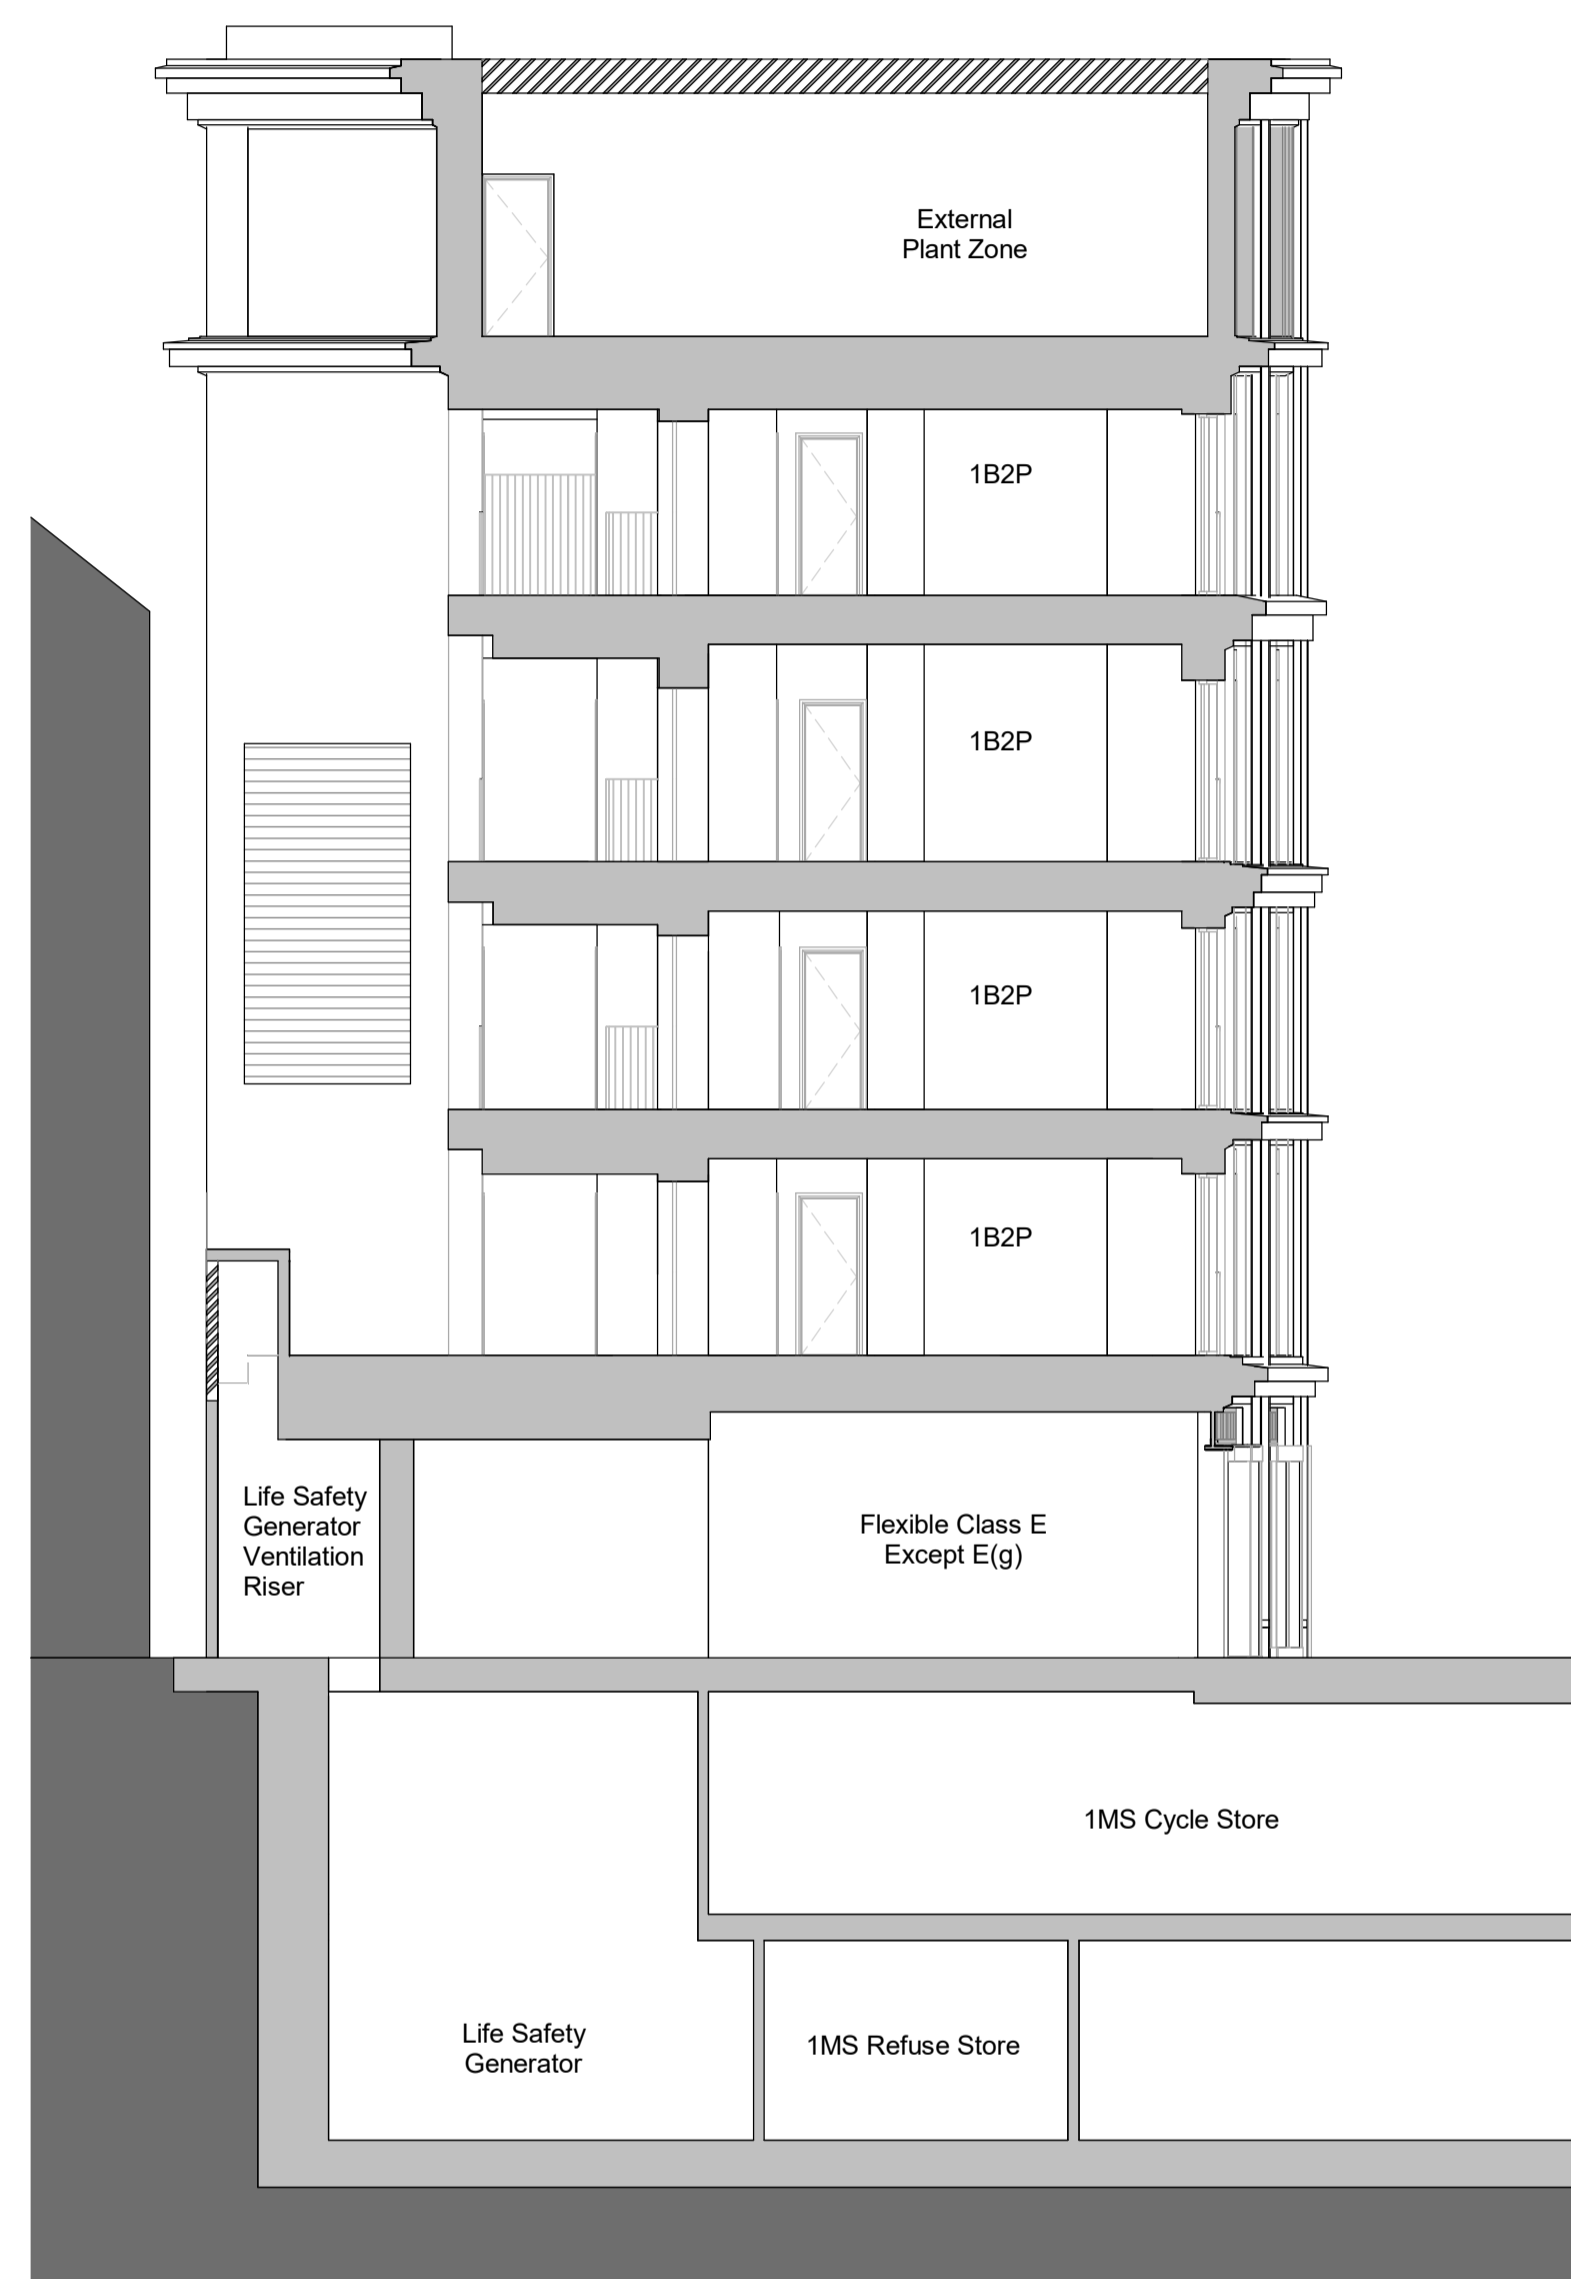 External
Plant Zone
1B2P
1B2P
1B2P
1B2P
Life Safety
Generator
Ventilation
Riser
Flexible Class E
Except E(g)
1MS Cycle Store
Life Safety
Generator
1MS Refuse Store